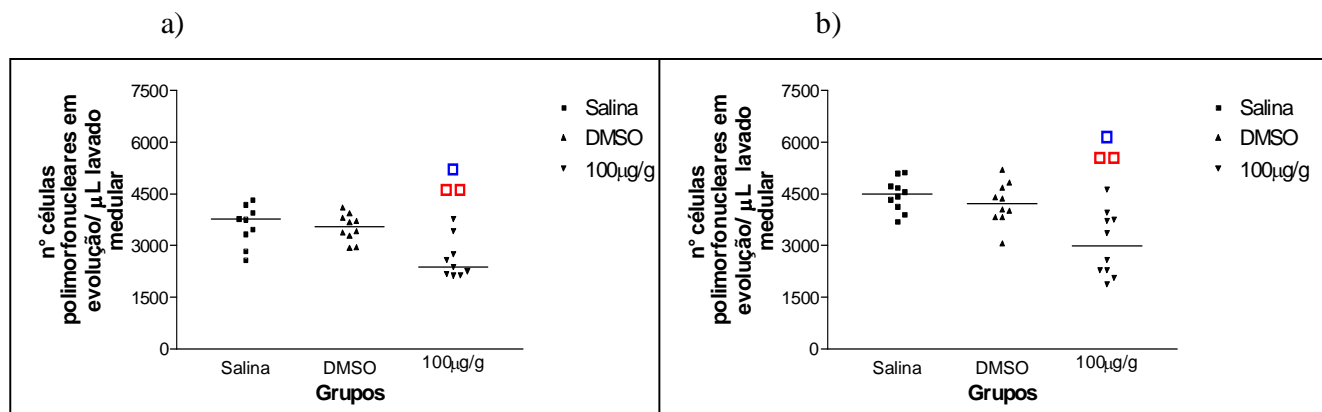 a)
n° células
polimorfonucleares em
evolução/ μL lavado
medular
7500
6000
4500
3000
1500
0
Salina
DMSO
100μg/g
Grupos
Salina
DMSO
100μg/g
b)
n° células
polimorfonucleares em
evolução/ μL lavado
medular
7500
6000
4500
3000
1500
0
Salina
DMSO
100μg/g
Grupos
Salina
DMSO
100μg/g